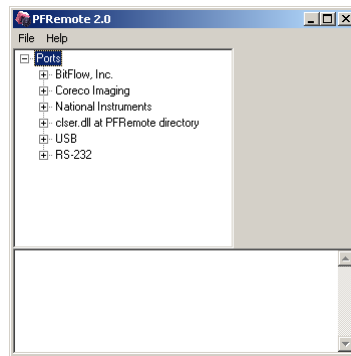 PFRemote 2.0
File Help
Ports
BitFlow, Inc.
Coreco Imaging
National Instruments
clser.dll at PFRemote directory
USB
RS-232